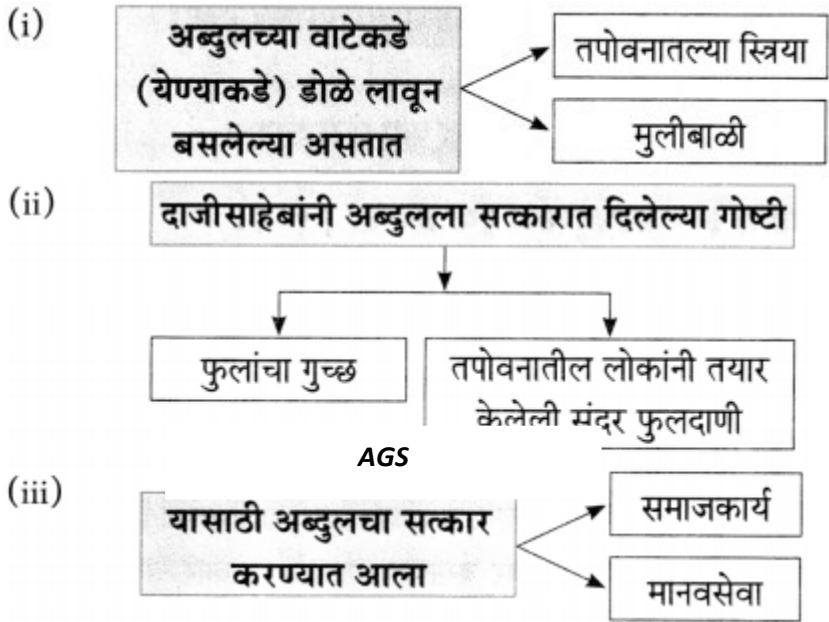 (i)
अब्दुलच्या वाटेकडे
(येण्याकडे) डोळे लावून
बसलेल्या असतात
तपोवनातल्या स्त्रिया
मुलीबाळी
(ii)
दाजीसाहेबांनी अब्दुलला सत्कारात दिलेल्या गोष्टी
फुलांचा गुच्छ
तपोवनातील लोकांनी तयार
केलेली सुंदर फुलदाणी
AGS
(iii)
यासाठी अब्दुलचा सत्कार
करण्यात आला
समाजकार्य
मानवसेवा